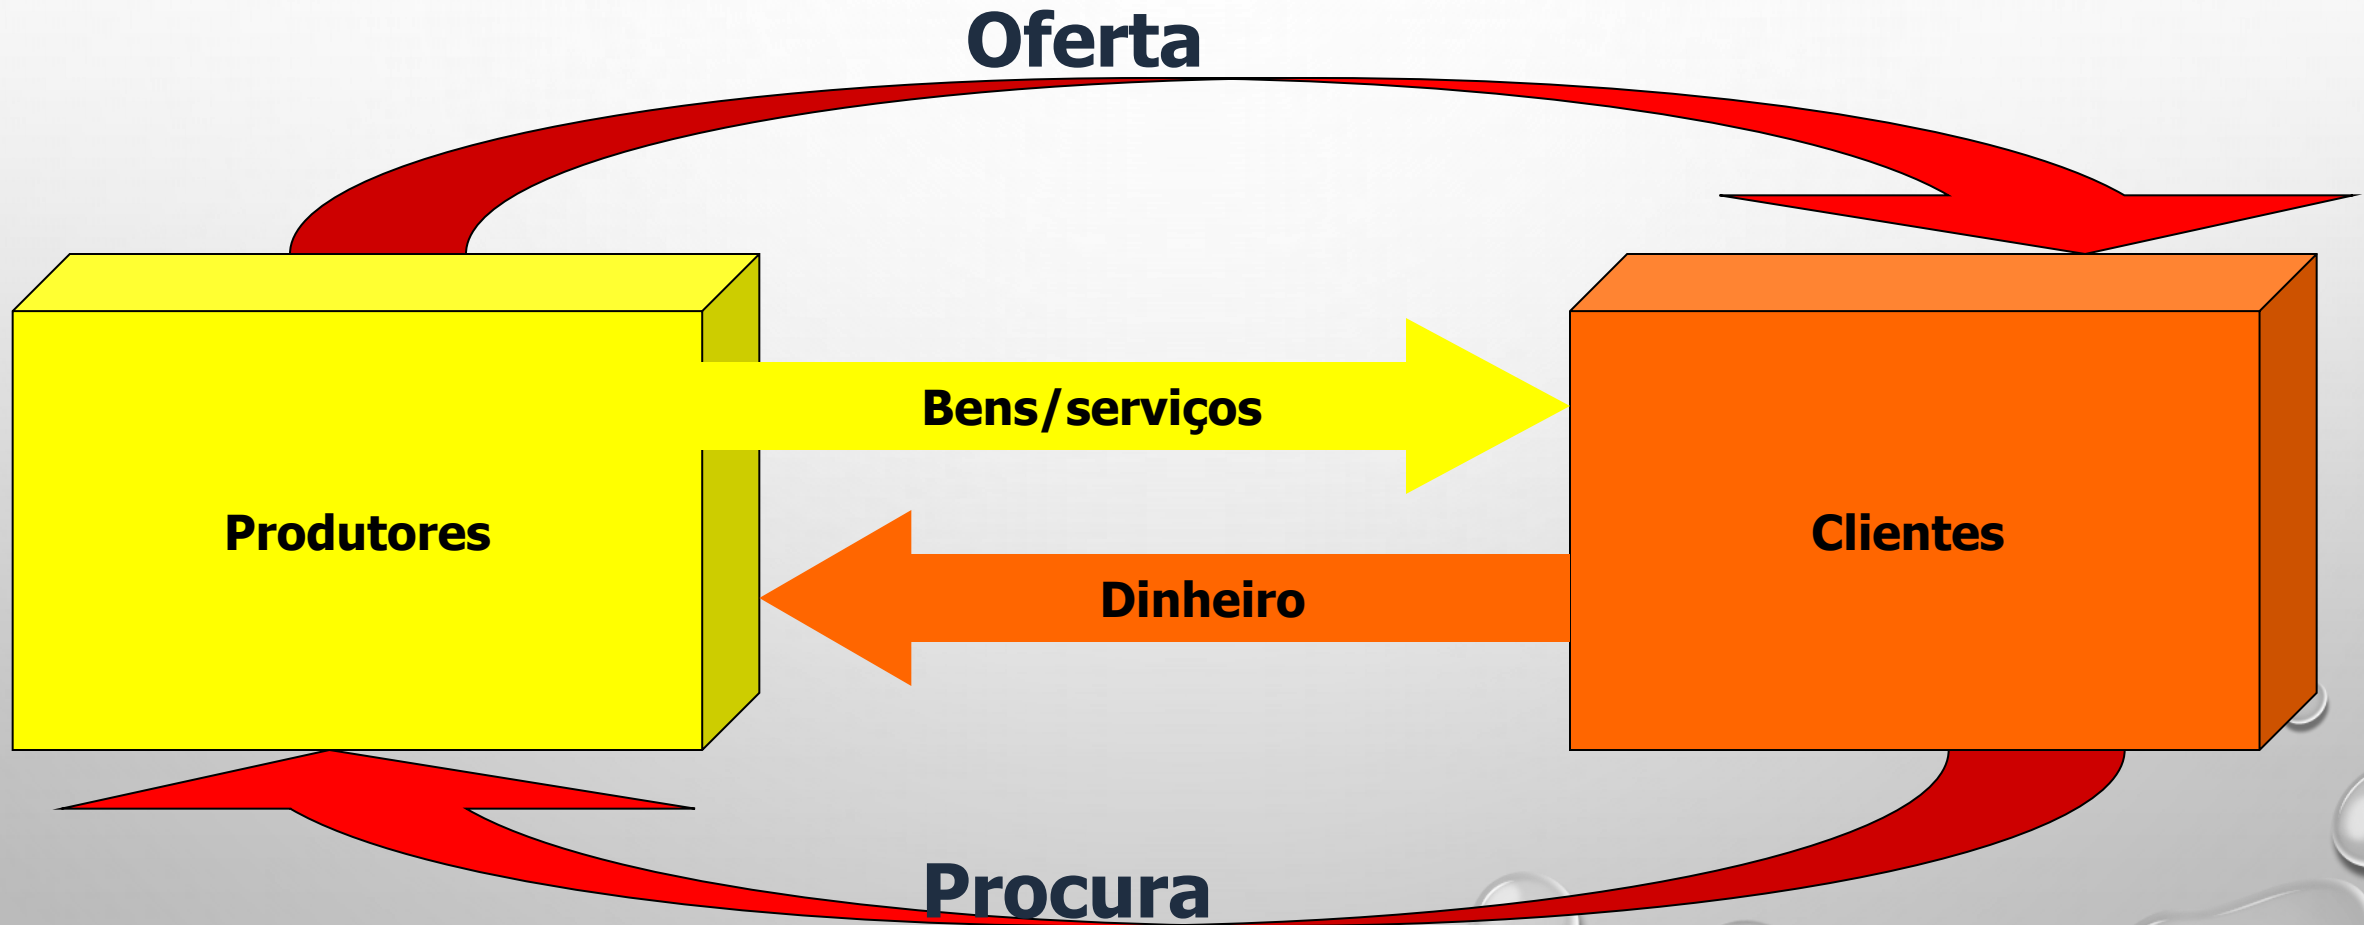 Oferta
Bens/serviços
Produtores
Clientes
Dinheiro
Procura